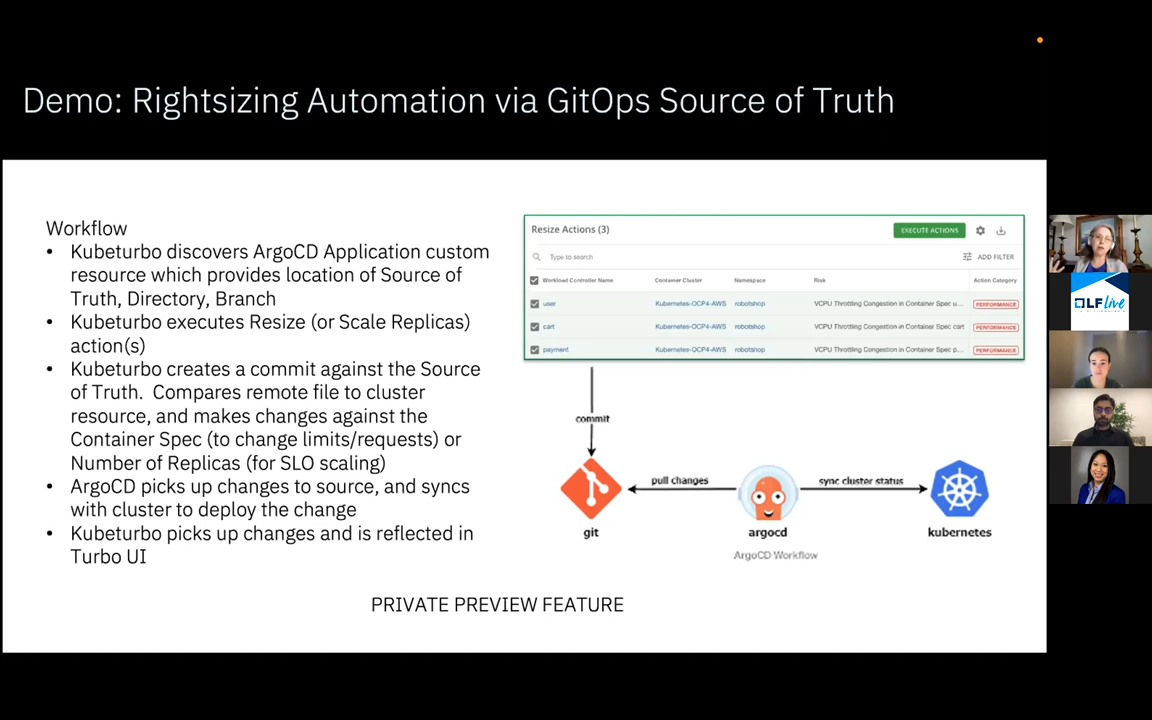 Demo: Rightsizing Automation via GitOps Source of Truth
Workflow
• Kubeturbo discovers ArgoCD Application custom
resource which provides location of Source of
Truth, Directory, Branch
• Kubeturbo executes Resize (or Scale Replicas)
action(s)
• Kubeturbo creates a commit against the Source
of Truth. Compares remote file to cluster
resource, and makes changes against the
Container Spec (to change limits/requests) or
Number of Replicas (for SLO scaling)
• ArgoCD picks up changes to source, and syncs
with cluster to deploy the change
• Kubeturbo picks up changes and is reflected in
Turbo UI
Resize Actions (3)
EXECUTE ACTIONS
Type to search
ADD FILTER
Workload Controller Name Container Cluster Namespace Risk Action Category
user Kubernetes-OCP4-AWS robotshop VCPU Throttling Congestion in Container Spec u... PERFORMANCE
cart Kubernetes-OCP4-AWS robotshop VCPU Throttling Congestion in Container Spec cart PERFORMANCE
payment Kubernetes-OCP4-AWS robotshop VCPU Throttling Congestion in Container Spec p... PERFORMANCE
commit
pull changes
sync cluster status
git
argocd
kubernetes
ArgoCD Workflow
PRIVATE PREVIEW FEATURE
LF live